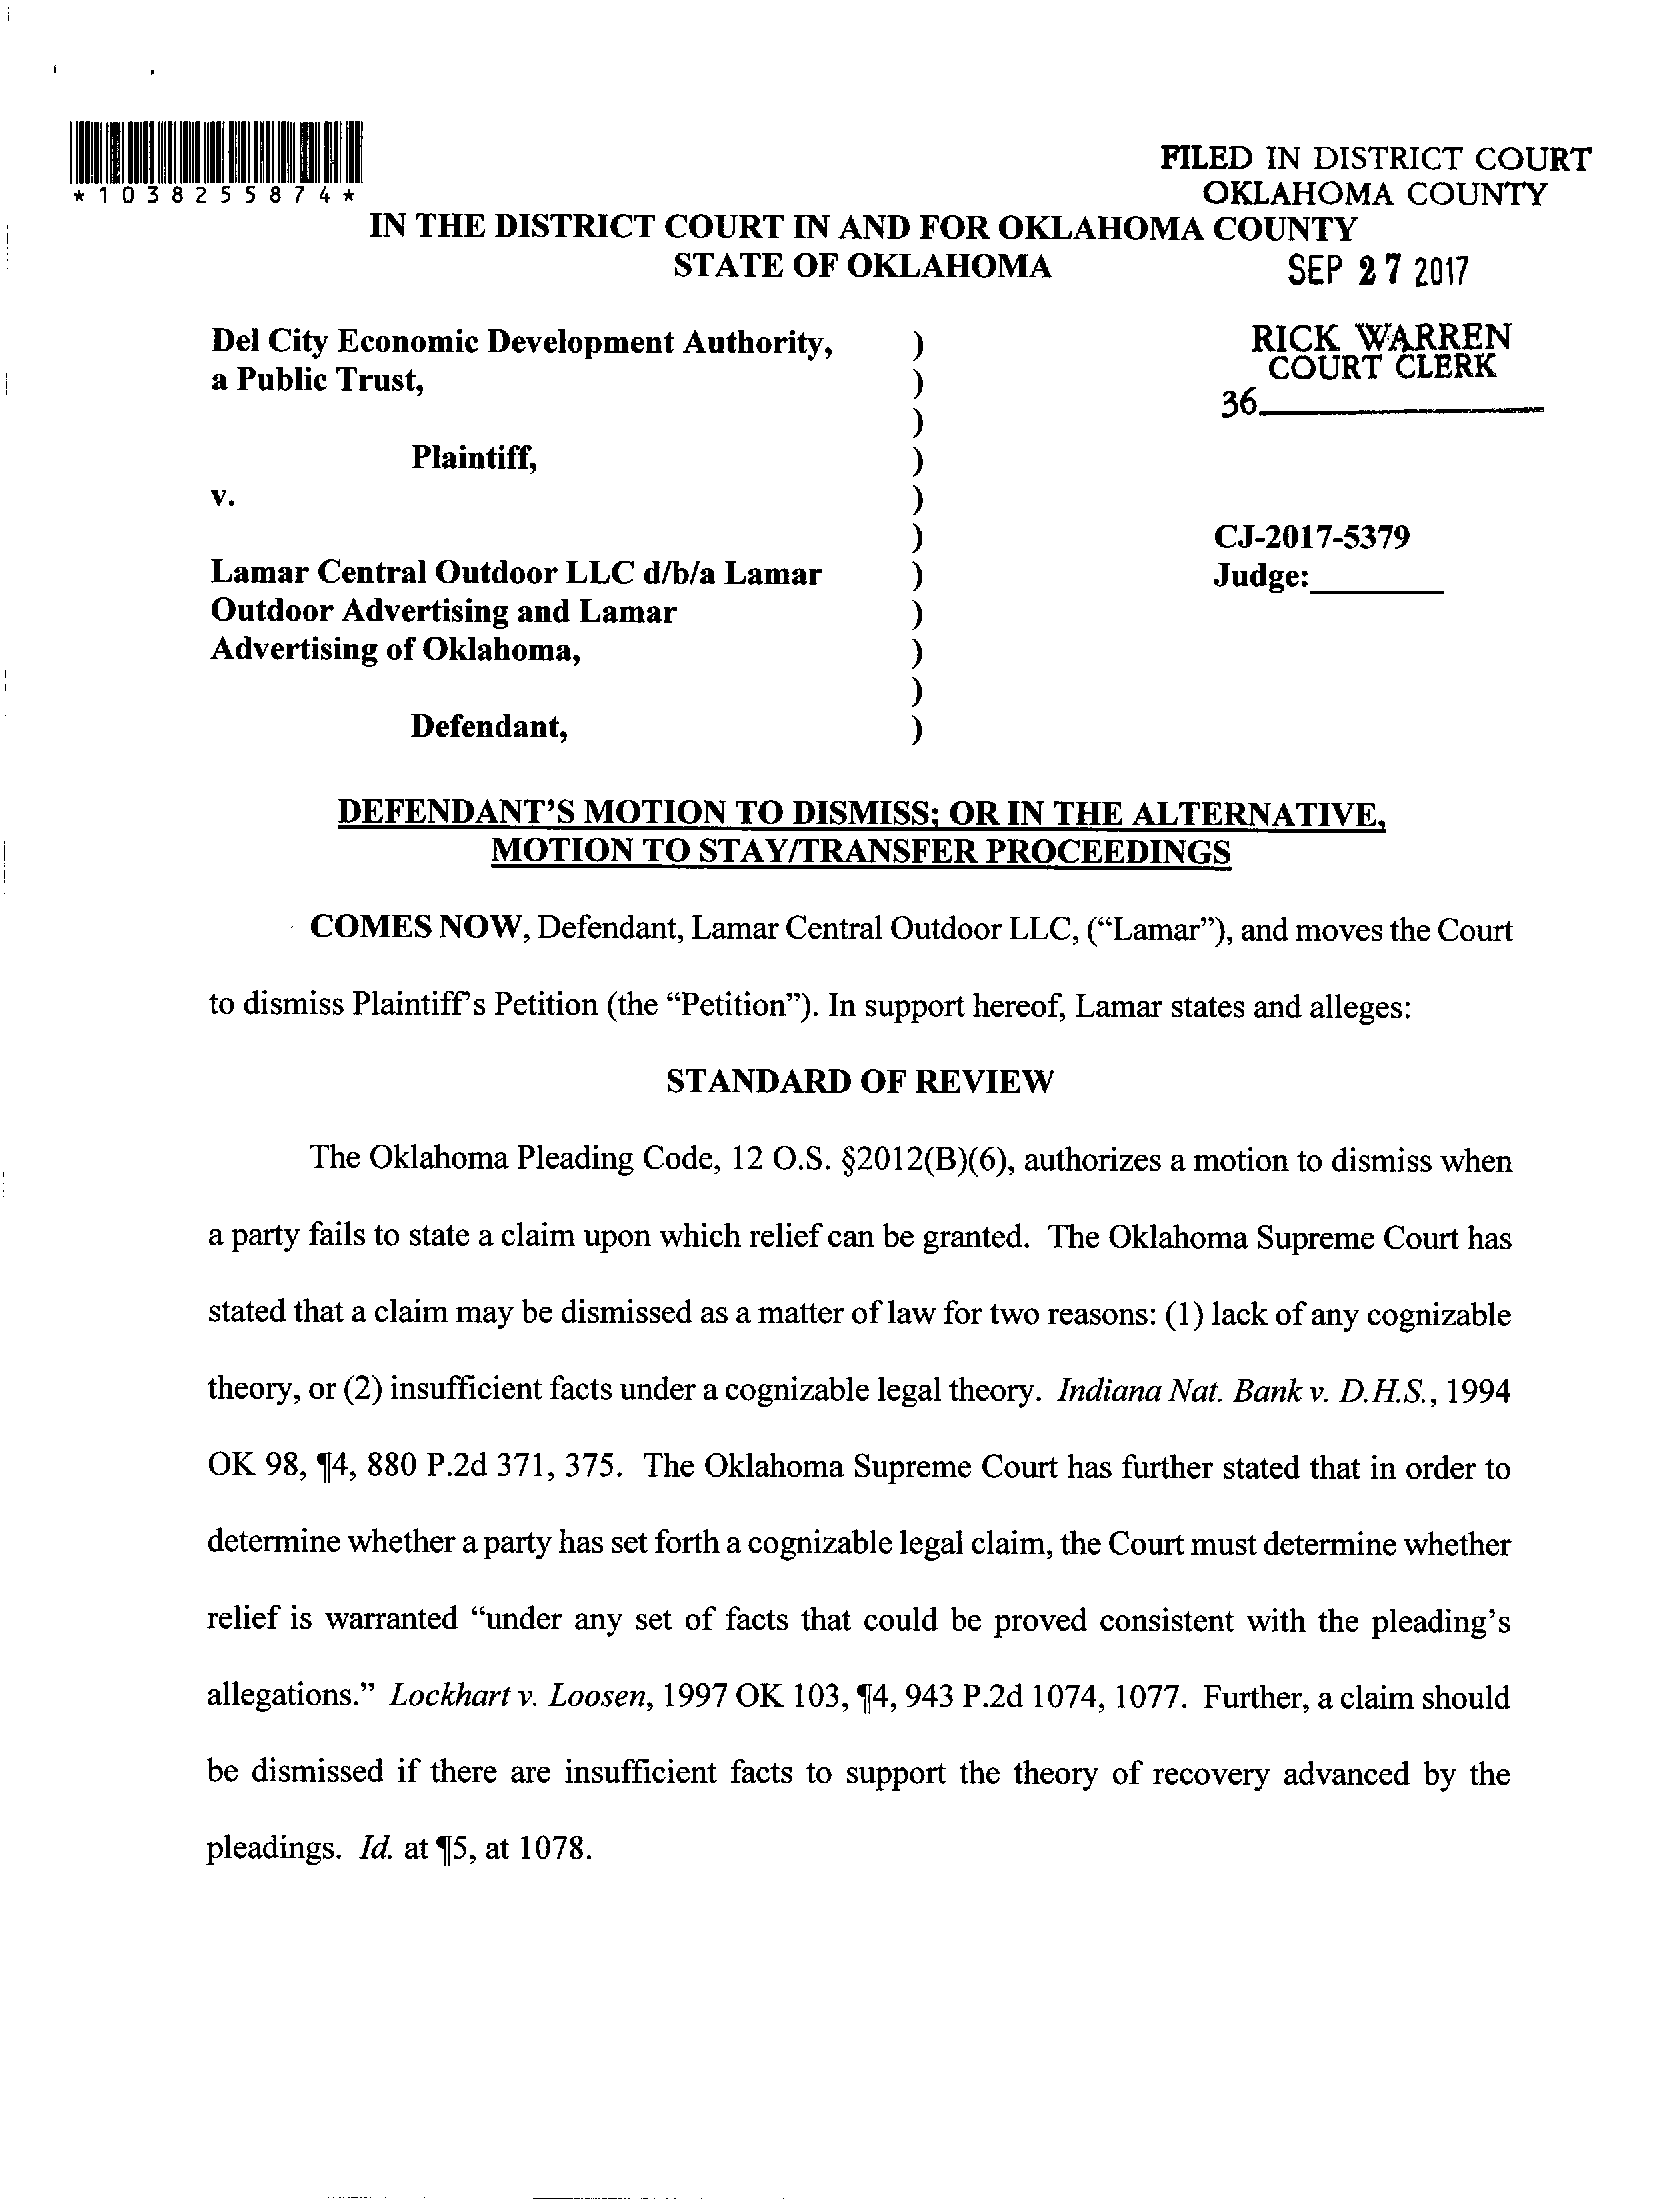 *1038255874*
FILED IN DISTRICT COURT
OKLAHOMA COUNTY
IN THE DISTRICT COURT IN AND FOR OKLAHOMA COUNTY
STATE OF OKLAHOMA
SEP 27 2017
Del City Economic Development Authority, )
a Public Trust, )
)
RICK WARREN
COURT CLERK
36
Plaintiff, )
v. )
)
CJ-2017-5379
Lamar Central Outdoor LLC d/b/a Lamar )
Judge:
Outdoor Advertising and Lamar )
Advertising of Oklahoma, )
)
Defendant, )
DEFENDANT'S MOTION TO DISMISS; OR IN THE ALTERNATIVE,
MOTION TO STAY/TRANSFER PROCEEDINGS
COMES NOW, Defendant, Lamar Central Outdoor LLC, (“Lamar”), and moves the Court
to dismiss Plaintiff's Petition (the “Petition”). In support hereof, Lamar states and alleges:
STANDARD OF REVIEW
The Oklahoma Pleading Code, 12 O.S. §2012(B)(6), authorizes a motion to dismiss when
a party fails to state a claim upon which relief can be granted. The Oklahoma Supreme Court has
stated that a claim may be dismissed as a matter of law for two reasons: (1) lack of any cognizable
theory, or (2) insufficient facts under a cognizable legal theory. Indiana Nat. Bank v. D.H.S., 1994
OK 98, ¶4, 880 P.2d 371, 375. The Oklahoma Supreme Court has further stated that in order to
determine whether a party has set forth a cognizable legal claim, the Court must determine whether
relief is warranted “under any set of facts that could be proved consistent with the pleading's
allegations.” Lockhart v. Loosen, 1997 OK 103, ¶4, 943 P.2d 1074, 1077. Further, a claim should
be dismissed if there are insufficient facts to support the theory of recovery advanced by the
pleadings. Id. at ¶5, at 1078.